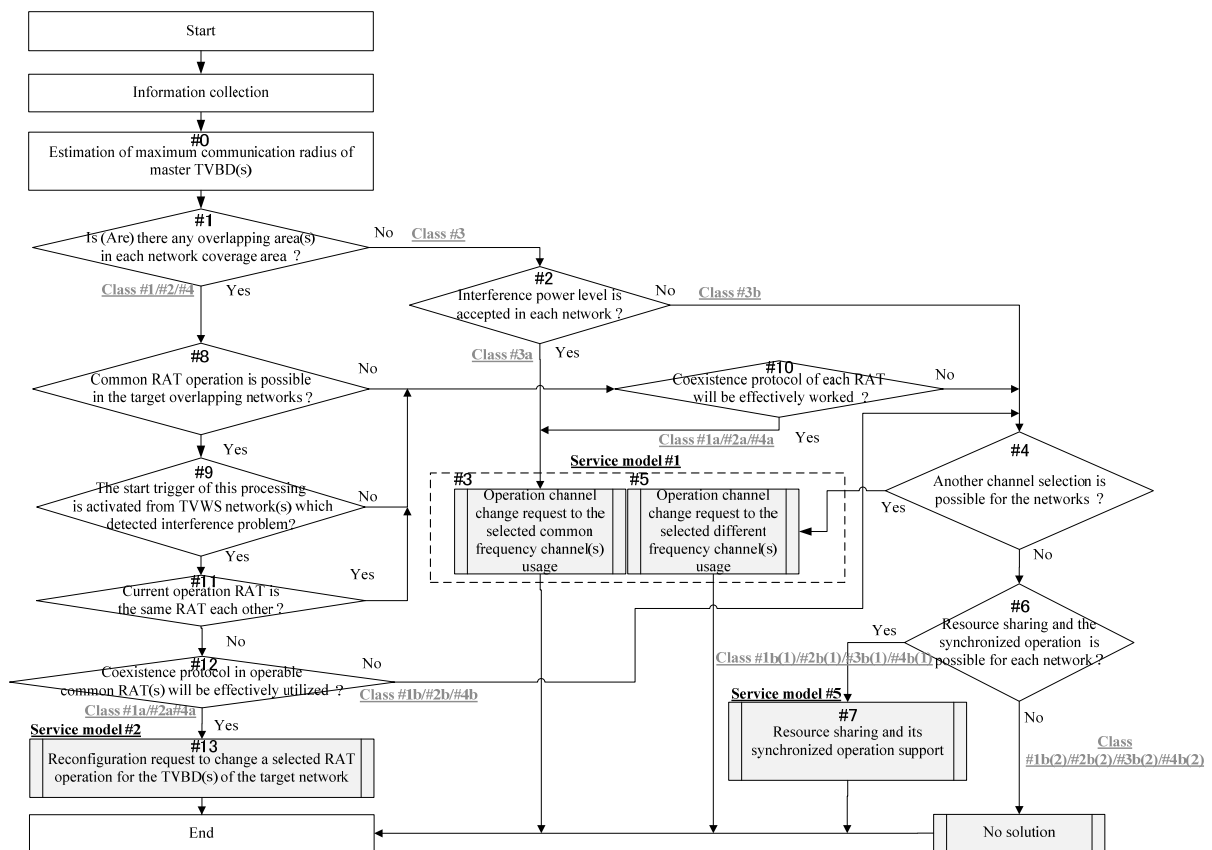 Start
Information collection
#0
Estimation of maximum communication radius of
master TVBD(s)
#1
Is (Are) there any overlapping area(s)
in each network coverage area ?
No
Class #3
Class #1/#2/#4
Yes
#2
Interference power level is
accepted in each network ?
No
Class #3b
Class #3a
Yes
#8
Common RAT operation is possible
in the target overlapping networks ?
No
Yes
#10
Coexistence protocol of each RAT
will be effectively worked ?
No
Class #1a/#2a/#4a
Yes
#9
The start trigger of this processing
is activated from TVWS network(s) which
detected interference problem?
No
Yes
Service model #1
#3
Operation channel
change request to the
selected common
frequency channel(s)
usage
#5
Operation channel
change request to the
selected different
frequency channel(s)
usage
#4
Another channel selection is
possible for the networks ?
Yes
No
#11
Current operation RAT is
the same RAT each other ?
Yes
No
#6
Resource sharing and the
synchronized operation is
possible for each network ?
Yes
Class #1b(1)/#2b(1)/#3b(1)/#4b(1)
No
Class
#1b(2)/#2b(2)/#3b(2)/#4b(2)
#12
Coexistence protocol in operable
common RAT(s) will be effectively utilized ?
No
Class #1b/#2b/#4b
Class #1a/#2a#4a
Yes
Service model #2
#13
Reconfiguration request to change a selected RAT
operation for the TVBD(s) of the target network
Service model #5
#7
Resource sharing and its
synchronized operation support
End
No solution